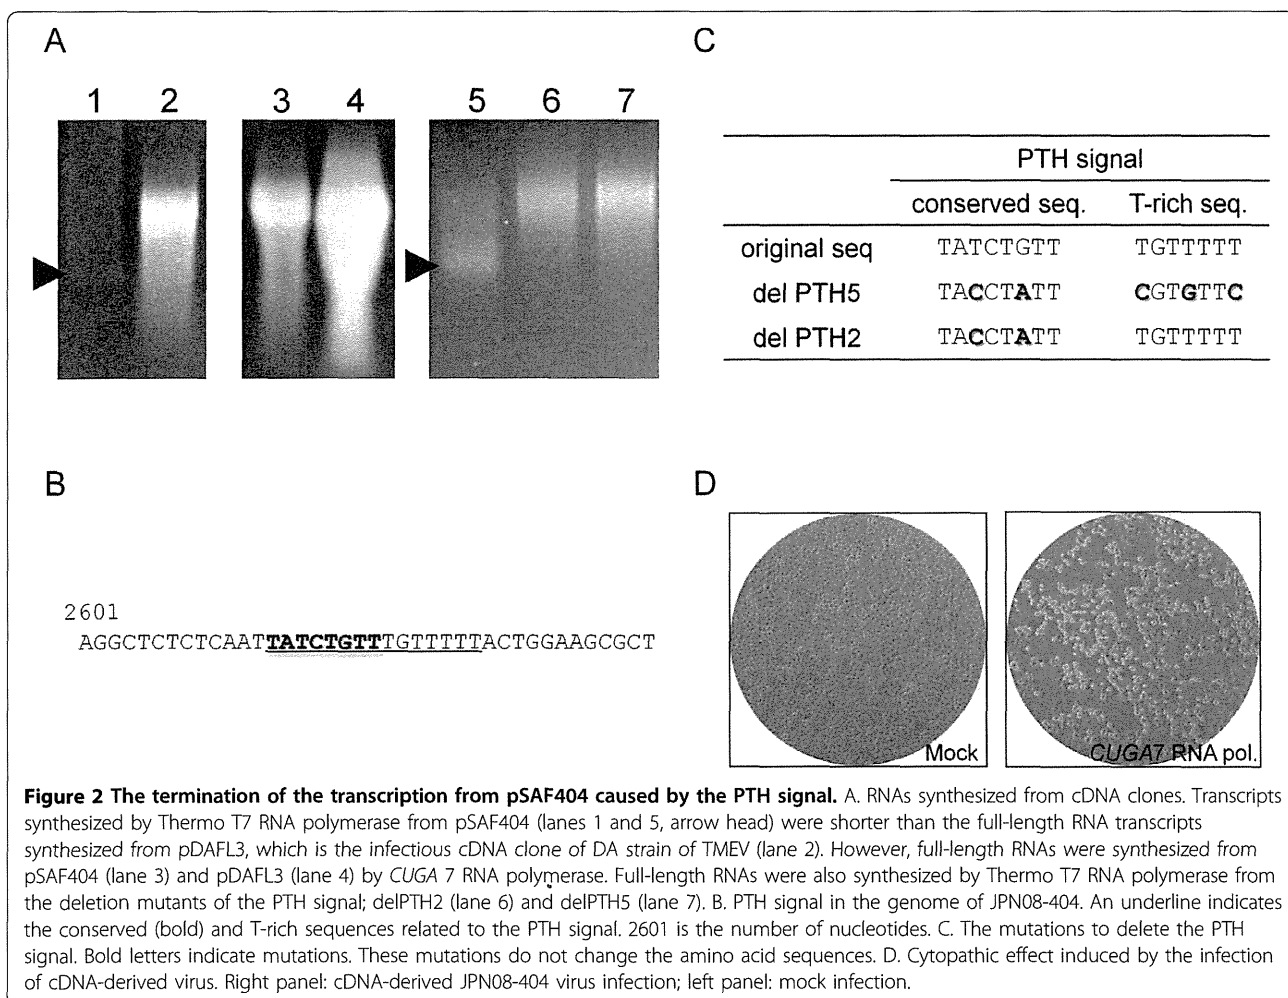 A
1 2 3 4 5 6 7
B
2601
AGGCTCTCTCAATTATCTGTTTGTTTTTACTGGAAGCGCT
C
PTH signal
conserved seq. T-rich seq.
original seq TATCTGTT TGTTTTT
del PTH5 TACCTATT CGTGTTC
del PTH2 TACCTATT TGTTTTT
D
Mock
CUGA7 RNA pol.
Figure 2 The termination of the transcription from pSAF404 caused by the PTH signal. A. RNAs synthesized from cDNA clones. Transcripts
synthesized by Thermo T7 RNA polymerase from pSAF404 (lanes 1 and 5, arrow head) were shorter than the full-length RNA transcripts
synthesized from pDAFL3, which is the infectious cDNA clone of DA strain of TMEV (lane 2). However, full-length RNAs were synthesized from
pSAF404 (lane 3) and pDAFL3 (lane 4) by CUGA 7 RNA polymerase. Full-length RNAs were also synthesized by Thermo T7 RNA polymerase from
the deletion mutants of the PTH signal; delPTH2 (lane 6) and delPTH5 (lane 7). B. PTH signal in the genome of JPN08-404. An underline indicates
the conserved (bold) and T-rich sequences related to the PTH signal. 2601 is the number of nucleotides. C. The mutations to delete the PTH
signal. Bold letters indicate mutations. These mutations do not change the amino acid sequences. D. Cytopathic effect induced by the infection
of cDNA-derived virus. Right panel: cDNA-derived JPN08-404 virus infection; left panel: mock infection.